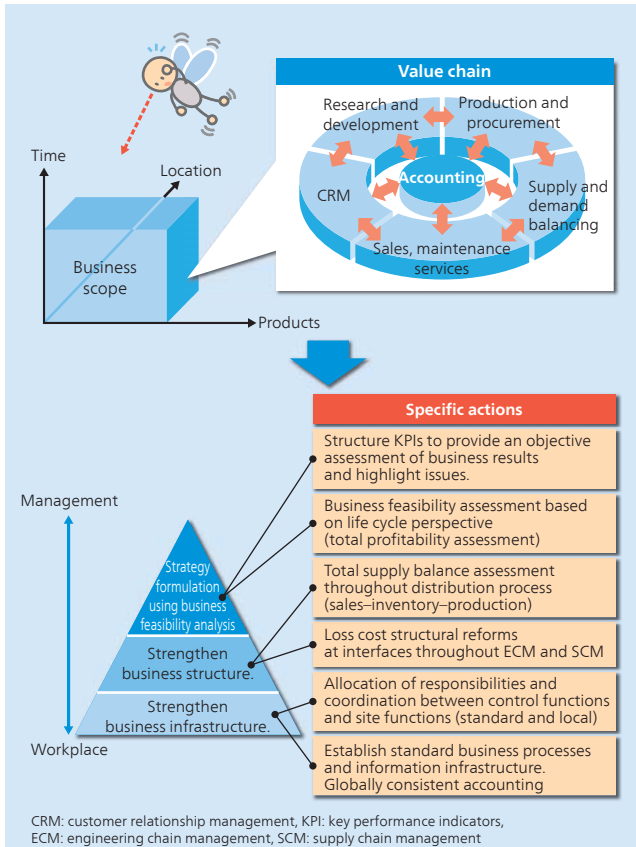 Value chain
Research and
development
Production and
procurement
Accounting
CRM
Supply and
demand
balancing
Sales, maintenance
services
Time
Location
Business
scope
Products
Specific actions
Structure KPIs to provide an objective
assessment of business results
and highlight issues.
Business feasibility assessment based
on life cycle perspective
(total profitability assessment)
Total supply balance assessment
throughout distribution process
(sales–inventory–production)
Loss cost structural reforms
at interfaces throughout ECM and SCM
Allocation of responsibilities and
coordination between control functions
and site functions (standard and local)
Establish standard business processes
and information infrastructure.
Globally consistent accounting
Management
Strategy
formulation
using business
feasibility analysis
Strengthen
business structure.
Strengthen
business infrastructure.
Workplace
CRM: customer relationship management, KPI: key performance indicators,
ECM: engineering chain management, SCM: supply chain management